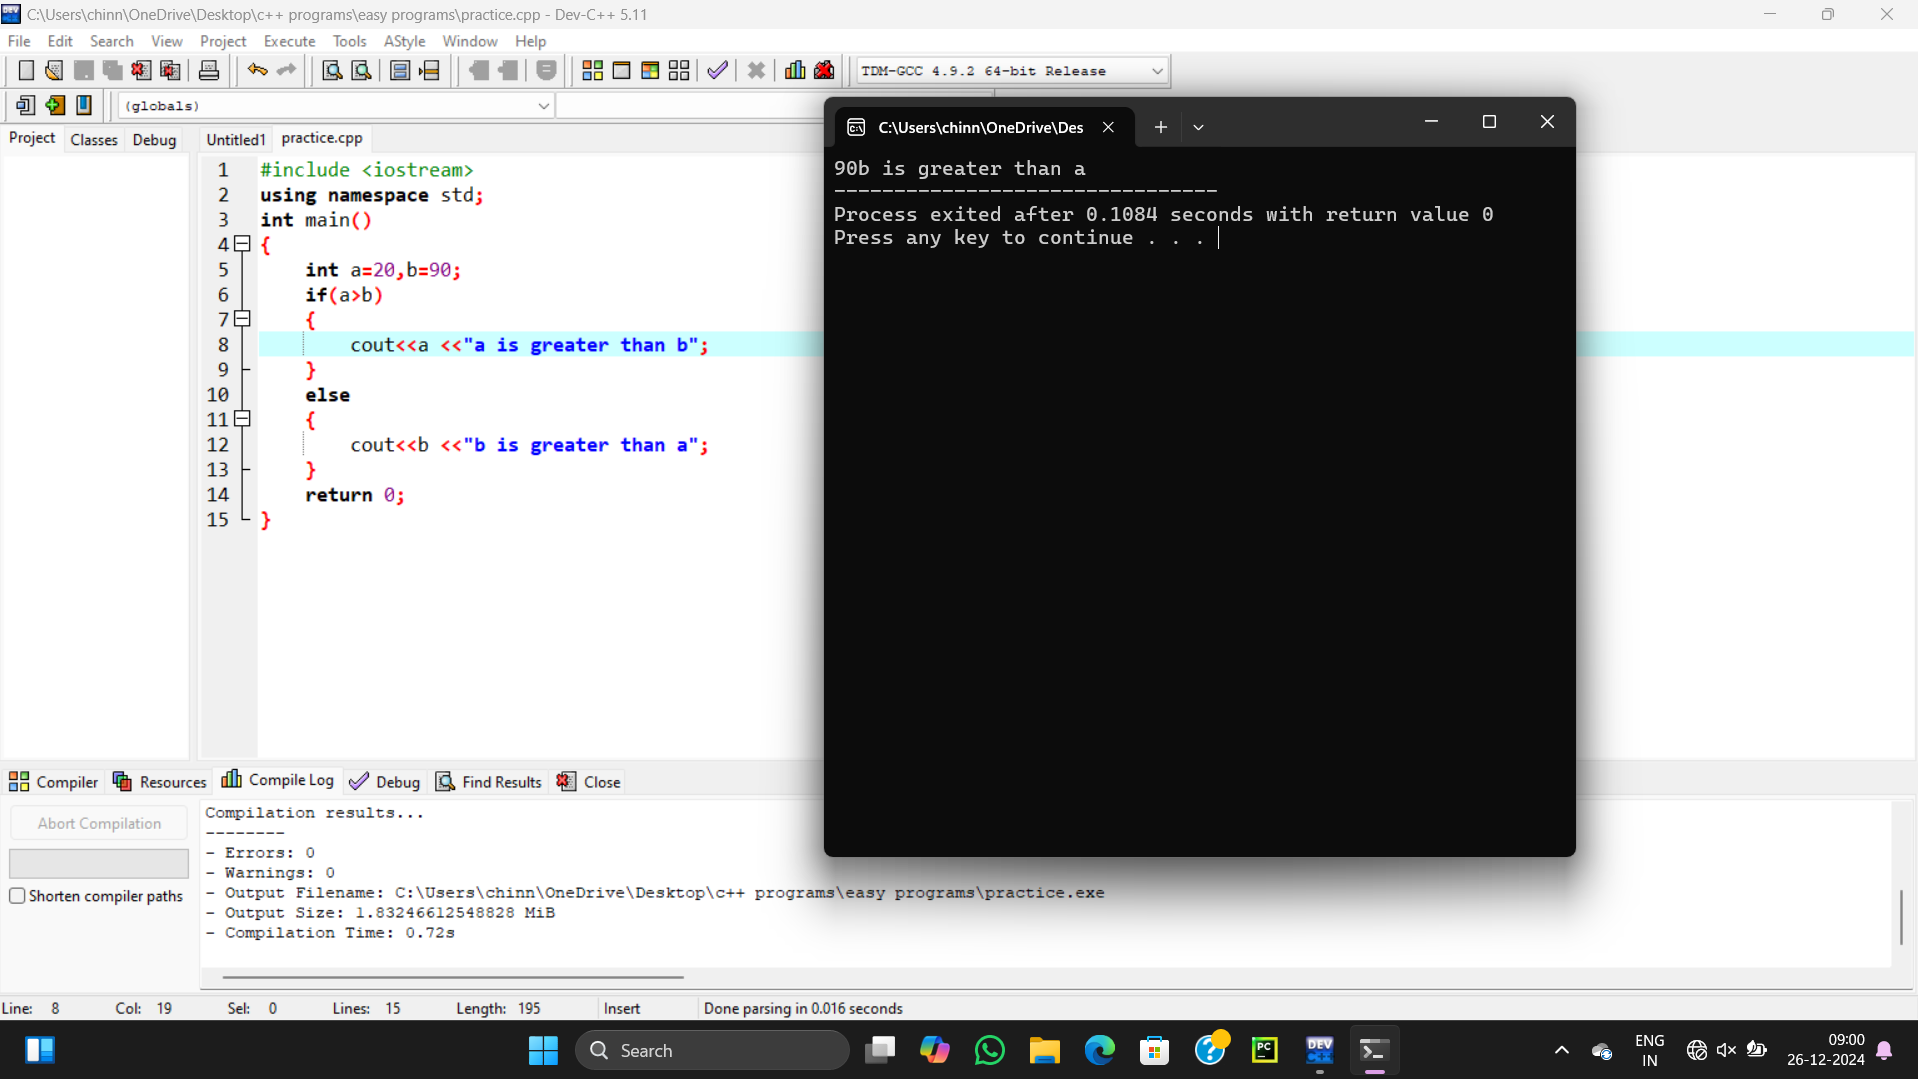 C:\Users\chinn\OneDrive\Desktop\c++ programs\easy programs\practice.cpp - Dev-C++ 5.11
File Edit Search View Project Execute Tools AStyle Window Help
TDM-GCC 4.9.2 64-bit Release
(globals)
Project Classes Debug
Untitled1 practice.cpp
1 #include <iostream>
2 using namespace std;
3 int main()
4 {
5 int a=20,b=90;
6 if(a>b)
7 {
8 cout<<a <<"a is greater than b";
9 }
10 else
11 {
12 cout<<b <<"b is greater than a";
13 }
14 return 0;
15 }
C:\Users\chinn\OneDrive\Des
90b is greater than a
--------------------------------
Process exited after 0.1084 seconds with return value 0
Press any key to continue . . .
Compiler Resources Compile Log Debug Find Results Close
Abort Compilation
Shorten compiler paths
Compilation results...
--------
- Errors: 0
- Warnings: 0
- Output Filename: C:\Users\chinn\OneDrive\Desktop\c++ programs\easy programs\practice.exe
- Output Size: 1.83246612548828 MiB
- Compilation Time: 0.72s
Line: 8 Col: 19 Sel: 0 Lines: 15 Length: 195 Insert Done parsing in 0.016 seconds
Search
PC
DEV
C++
ENG
IN
09:00
26-12-2024